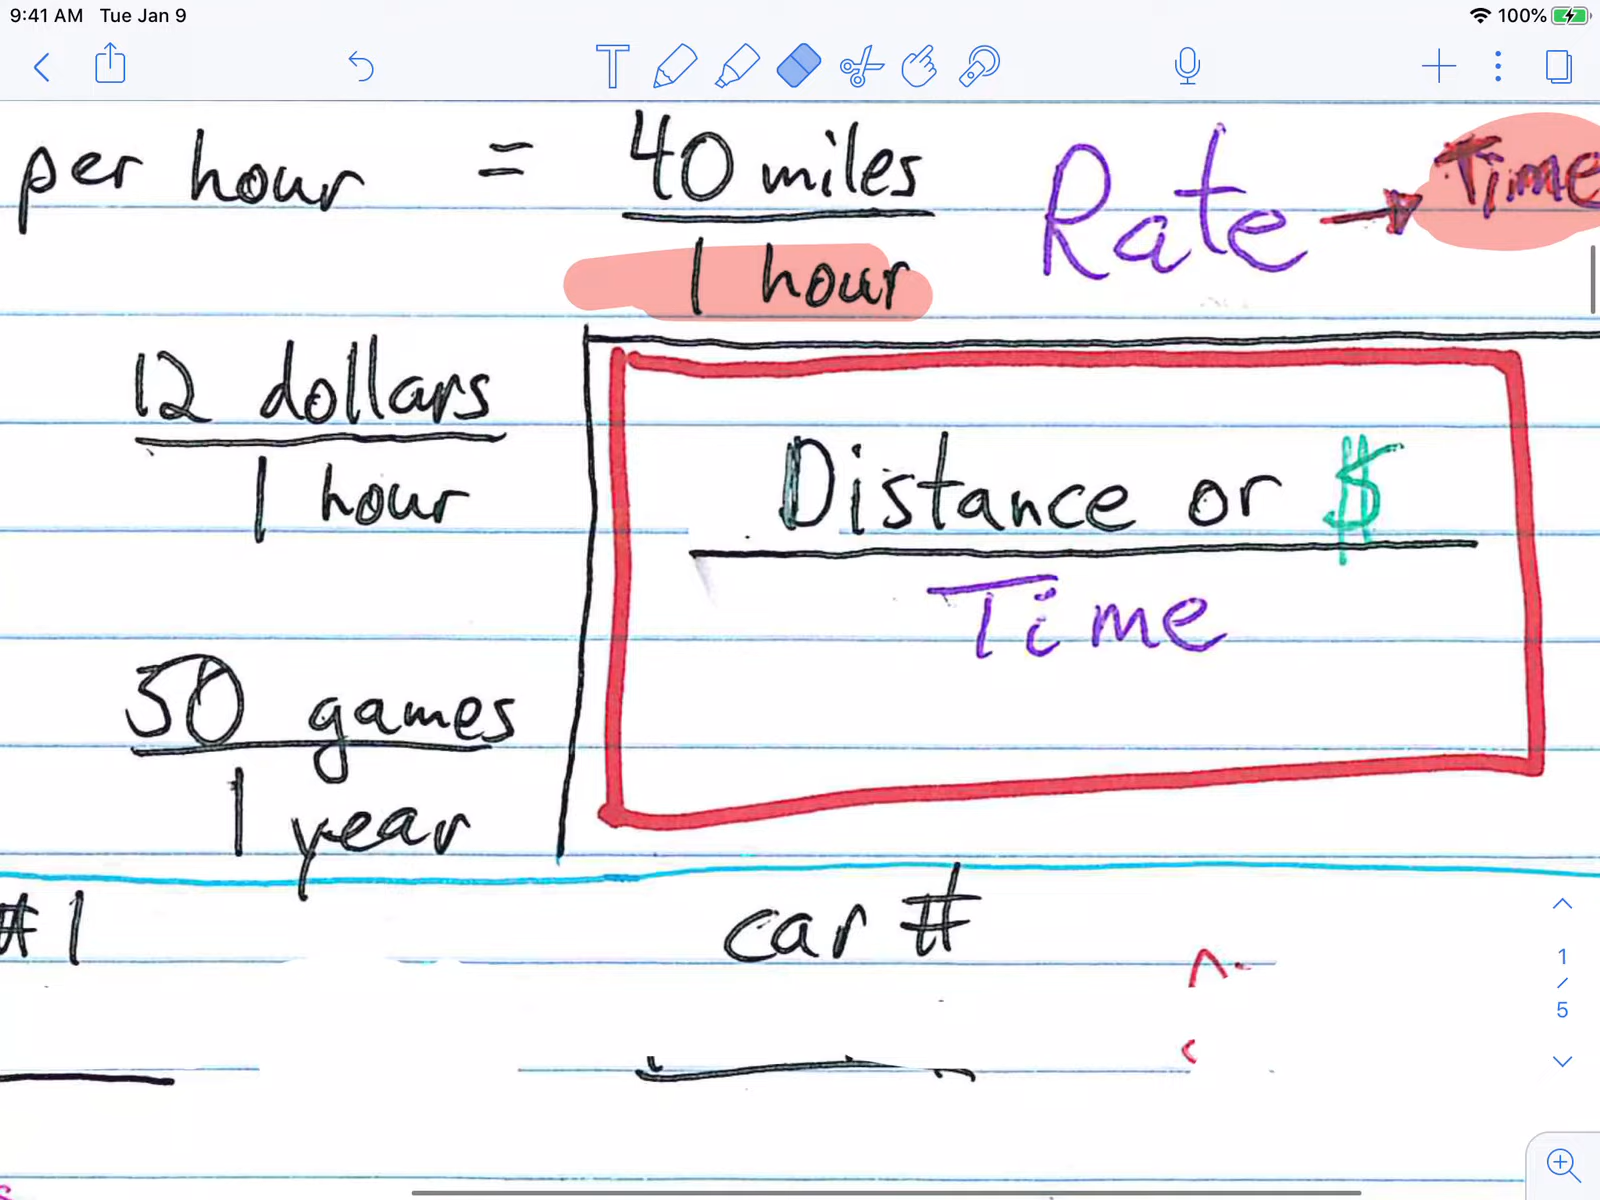 9:41 AM Tue Jan 9
100%
per hour = 40 miles
1 hour
Rate → Time
12 dollars
1 hour
Distance or $
Time
50 games
1 year
#1
car #
1
/
5